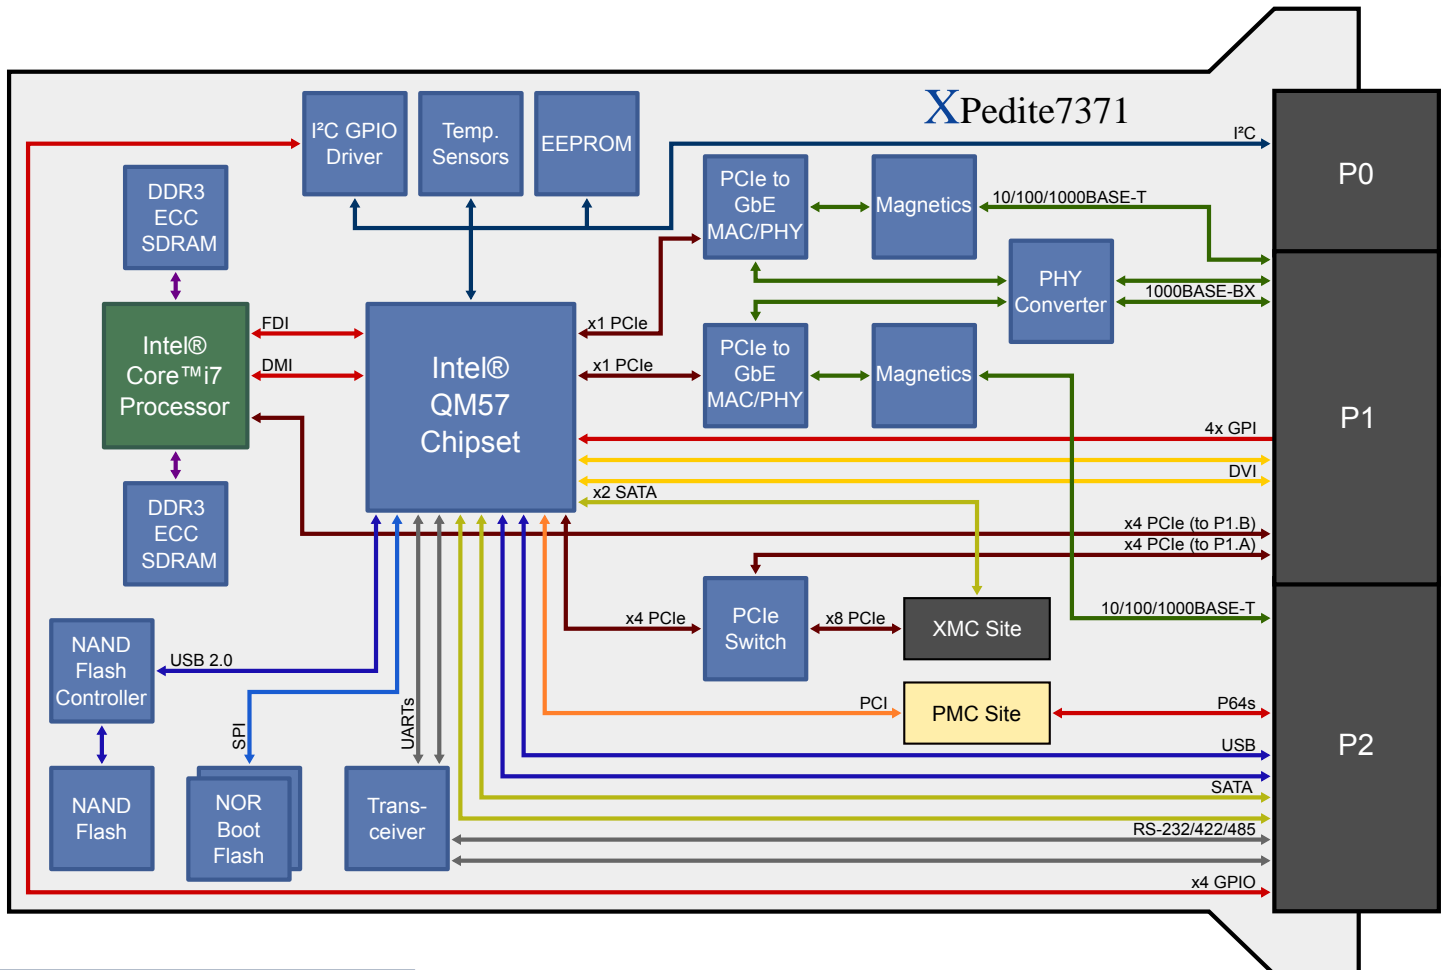 XPedite7371
I²C GPIO
Driver
Temp.
Sensors
EEPROM
I²C
P0
DDR3
ECC
SDRAM
PCIe to
GbE
MAC/PHY
Magnetics
10/100/1000BASE-T
PHY
Converter
1000BASE-BX
Intel®
Core™i7
Processor
FDI
DMI
Intel®
QM57
Chipset
x1 PCIe
x1 PCIe
PCIe to
GbE
MAC/PHY
Magnetics
P1
4x GPI
DVI
x2 SATA
DDR3
ECC
SDRAM
x4 PCIe (to P1.B)
x4 PCIe (to P1.A)
10/100/1000BASE-T
x4 PCIe
PCIe
Switch
x8 PCIe
XMC Site
NAND
Flash
Controller
USB 2.0
SPI
UARTs
PCI
PMC Site
P64s
P2
USB
SATA
NAND
Flash
NOR
Boot
Flash
Trans-
ceiver
RS-232/422/485
x4 GPIO